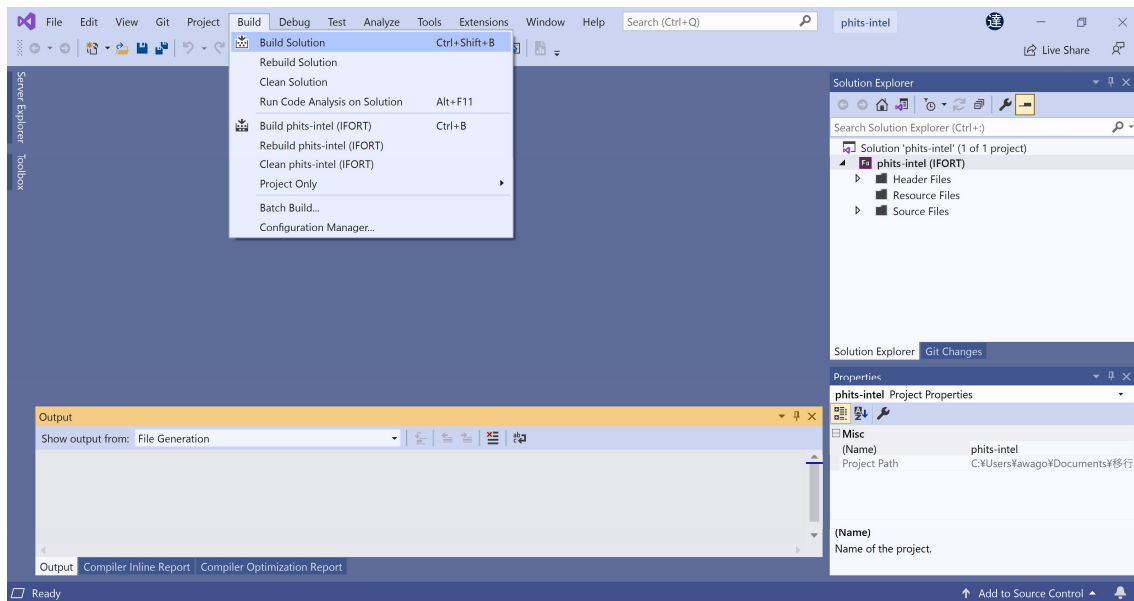 File Edit View Git Project Build Debug Test Analyze Tools Extensions Window Help Search (Ctrl+Q) phits-intel 達
Live Share
Build Solution Ctrl+Shift+B
Rebuild Solution
Clean Solution
Run Code Analysis on Solution Alt+F11
Build phits-intel (IFORT) Ctrl+B
Rebuild phits-intel (IFORT)
Clean phits-intel (IFORT)
Project Only
Batch Build...
Configuration Manager...
Server Explorer
Toolbox
Solution Explorer
Search Solution Explorer (Ctrl+:)
Solution 'phits-intel' (1 of 1 project)
phits-intel (IFORT)
Header Files
Resource Files
Source Files
Solution Explorer Git Changes
Properties
phits-intel Project Properties
Misc
(Name) phits-intel
Project Path C:¥Users¥awago¥Documents¥移行
(Name)
Name of the project.
Output
Show output from: File Generation
Output Compiler Inline Report Compiler Optimization Report
Ready Add to Source Control